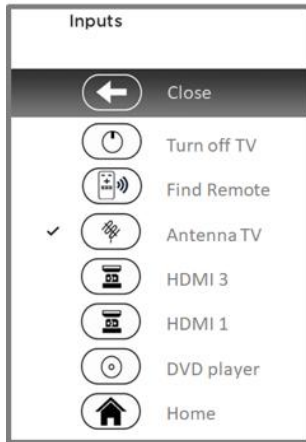 Inputs
Close
Turn off TV
Find Remote
Antenna TV
HDMI 3
HDMI 1
DVD player
Home